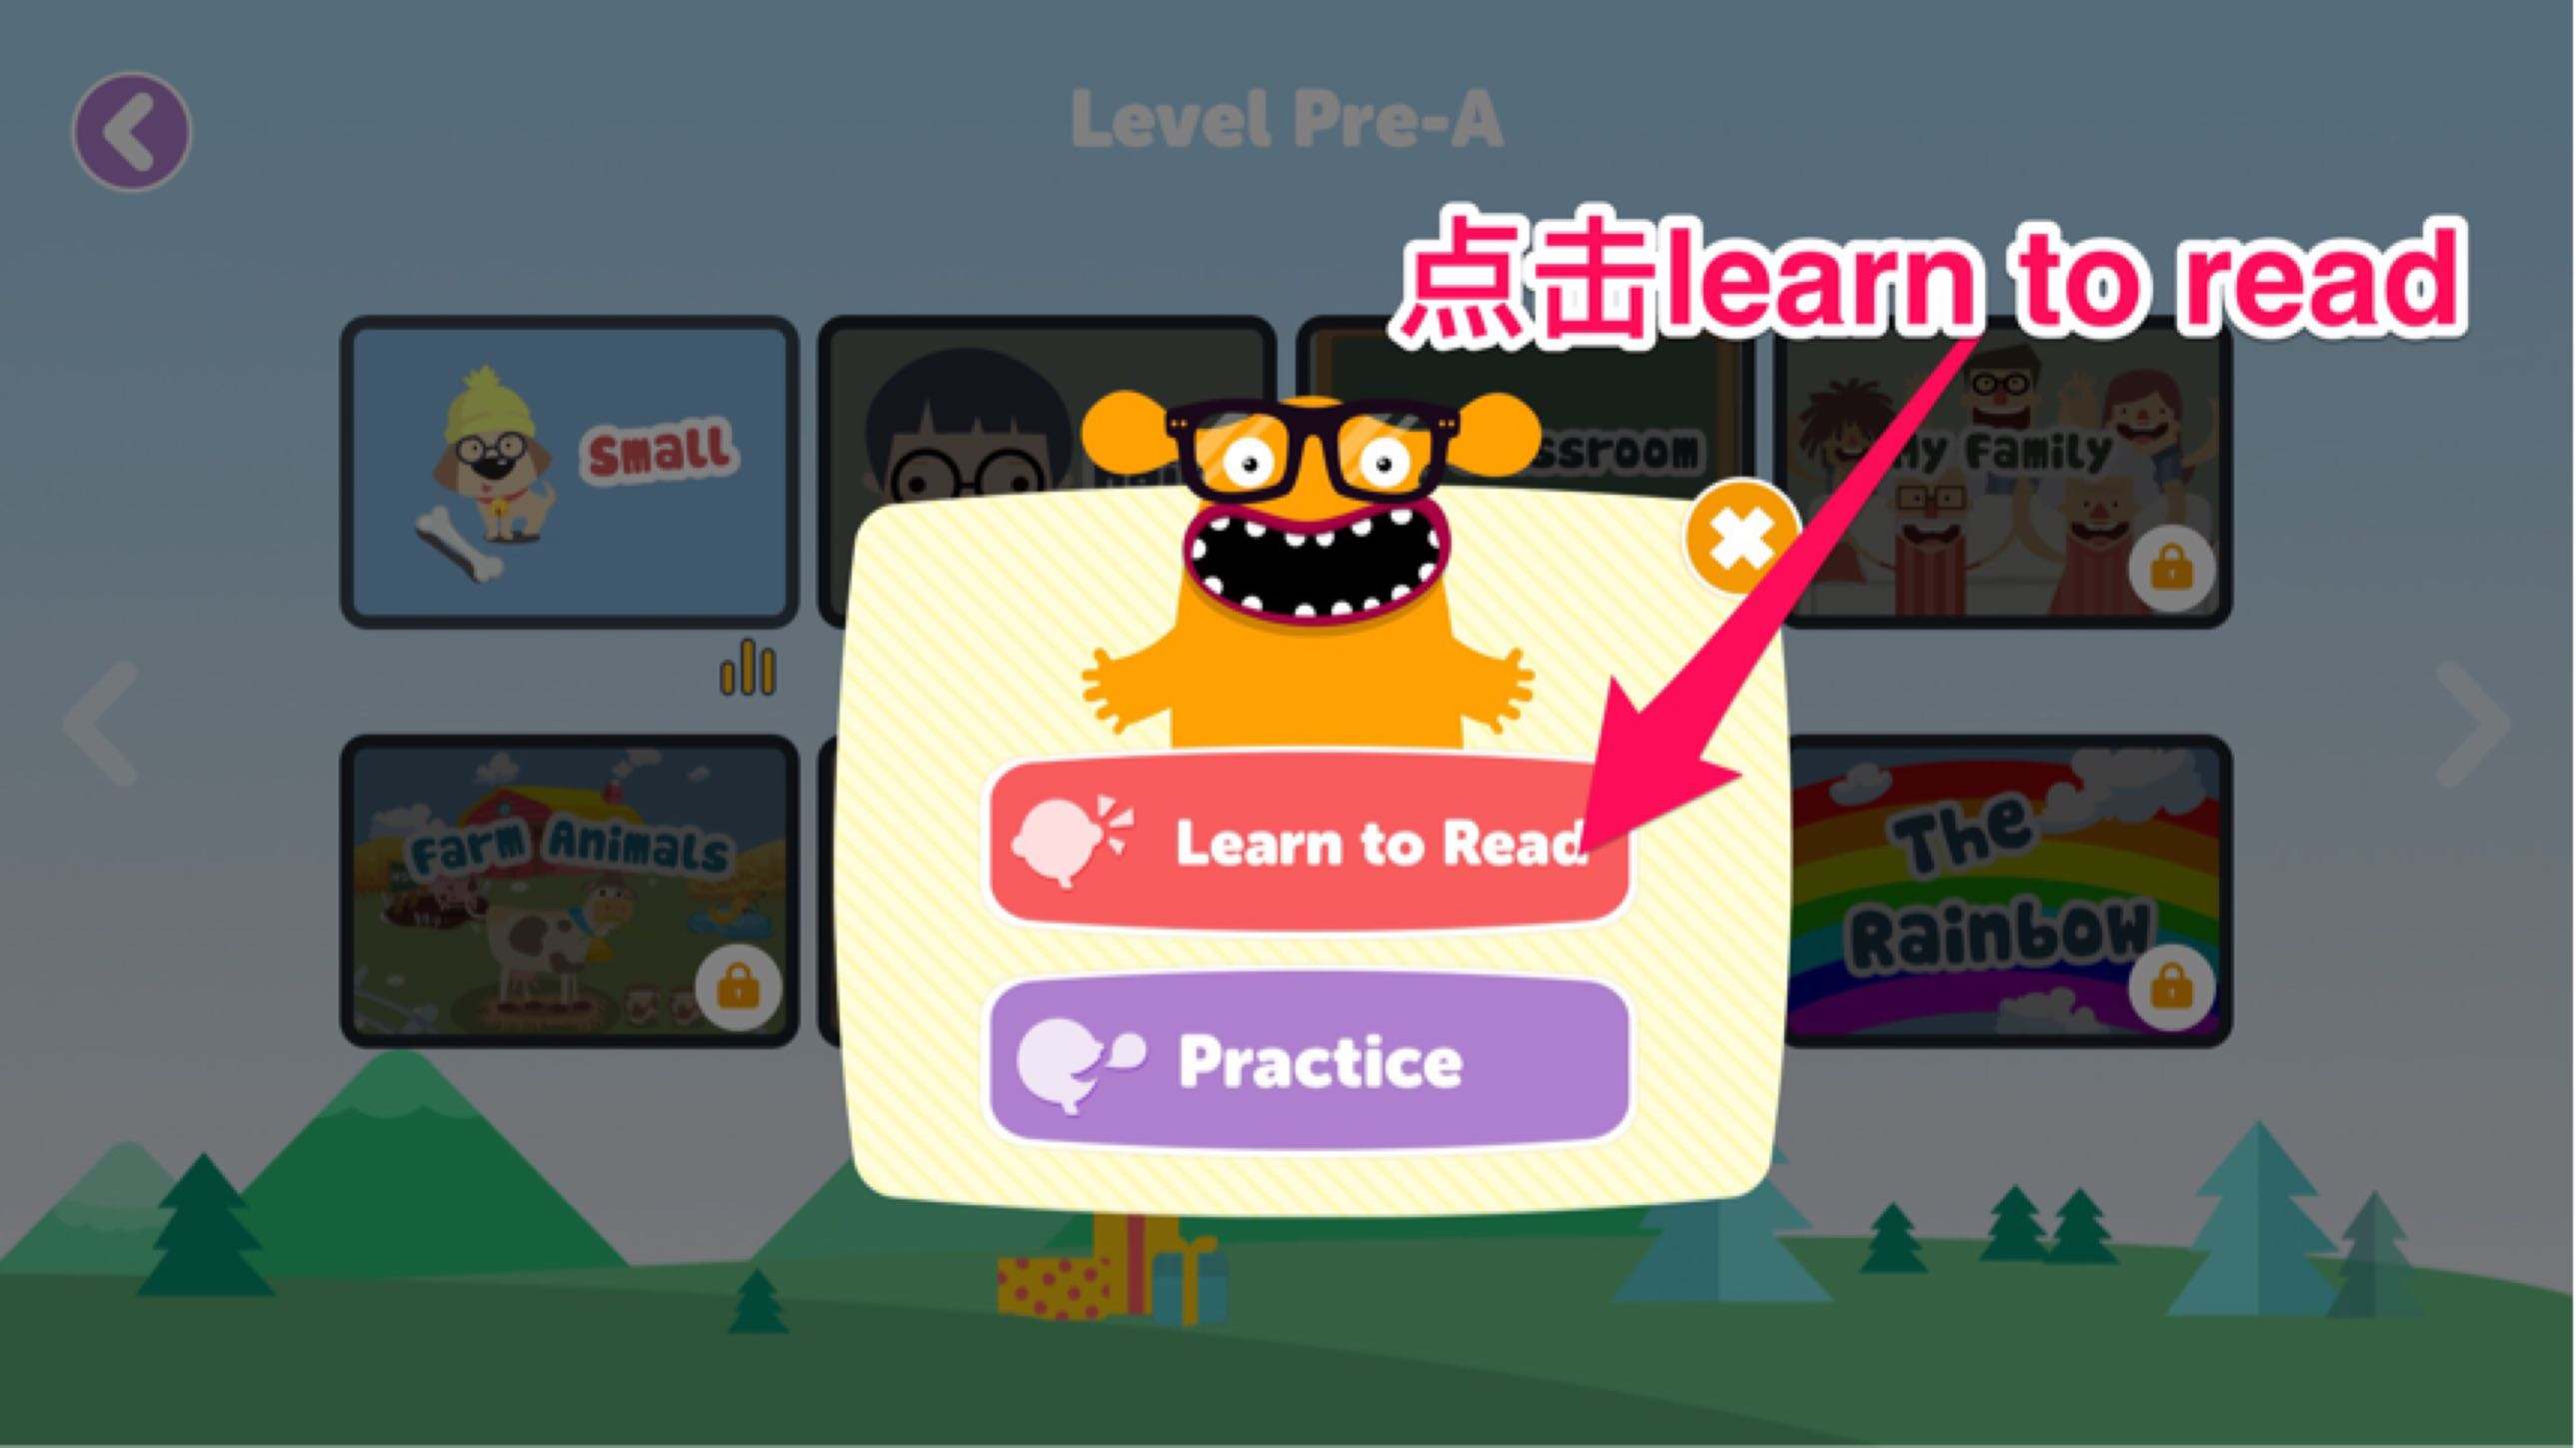 Level Pre-A
点击learn to read
Small
My Family
Learn to Read
Farm Animals
The
Rainbow
Practice